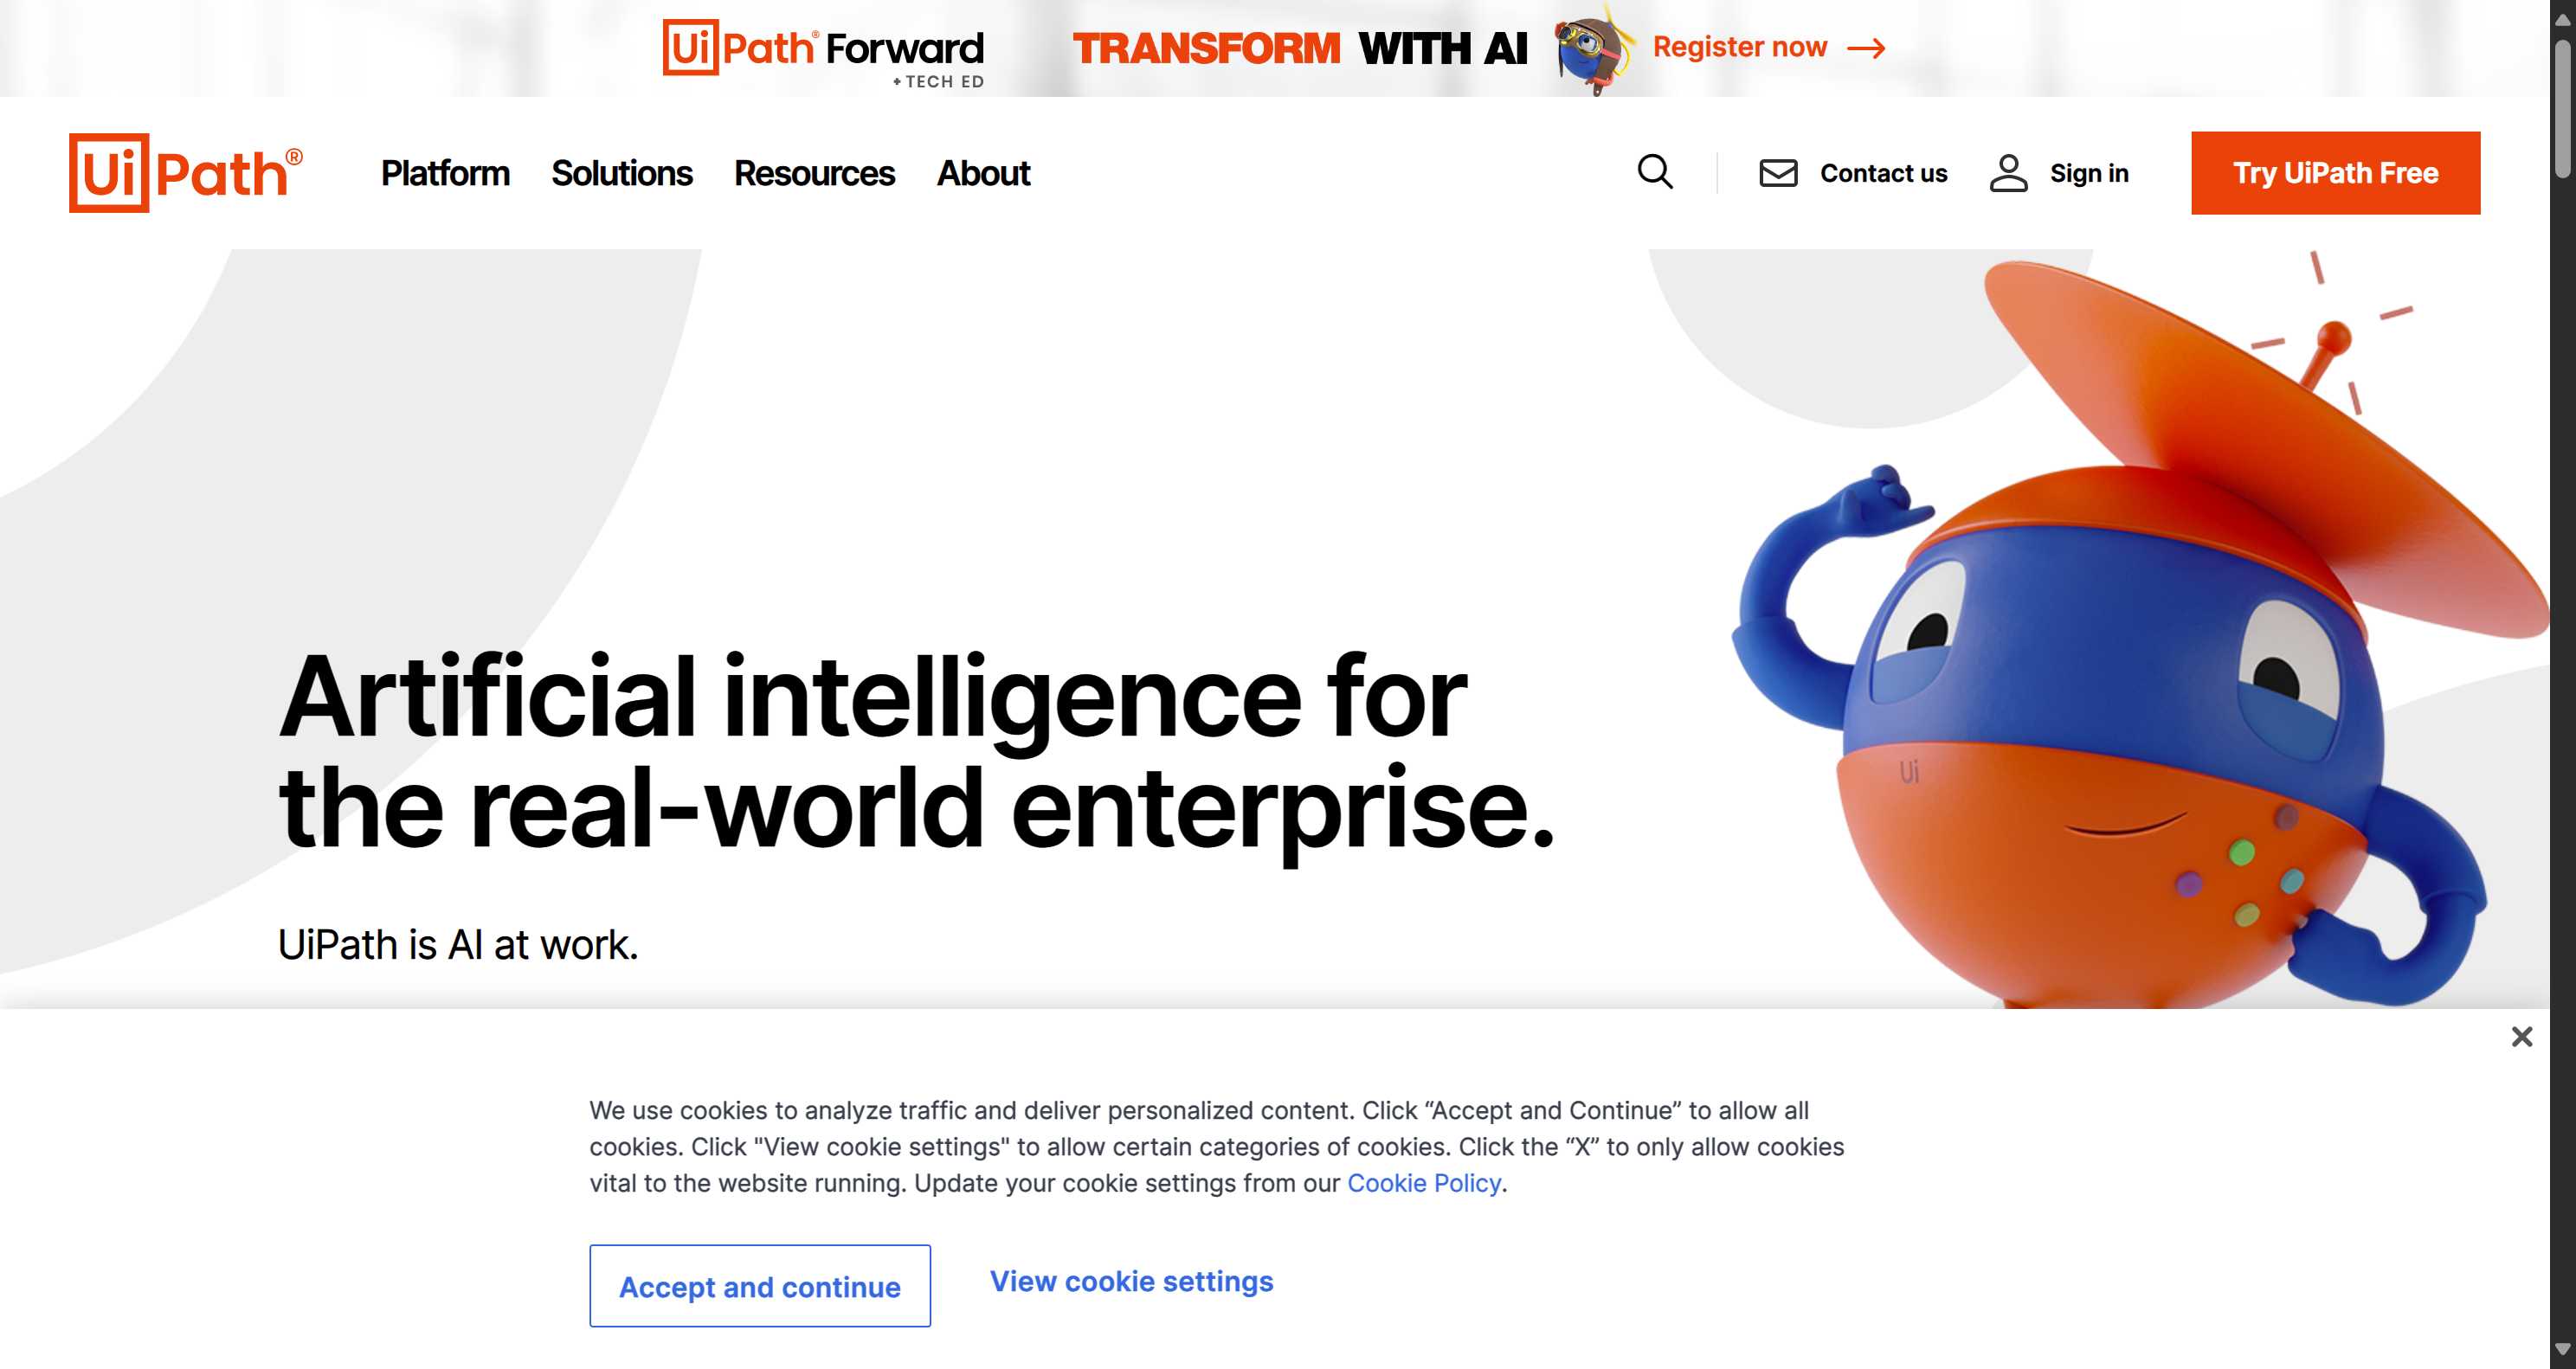 UiPath® Forward
+ TECH ED
TRANSFORM WITH AI
Register now
UiPath®
Platform
Solutions
Resources
About
Contact us
Sign in
Try UiPath Free
Artificial intelligence for
the real-world enterprise.
Ui
UiPath is AI at work.
We use cookies to analyze traffic and deliver personalized content. Click “Accept and Continue” to allow all
cookies. Click "View cookie settings" to allow certain categories of cookies. Click the “X” to only allow cookies
vital to the website running. Update your cookie settings from our Cookie Policy.
Accept and continue
View cookie settings